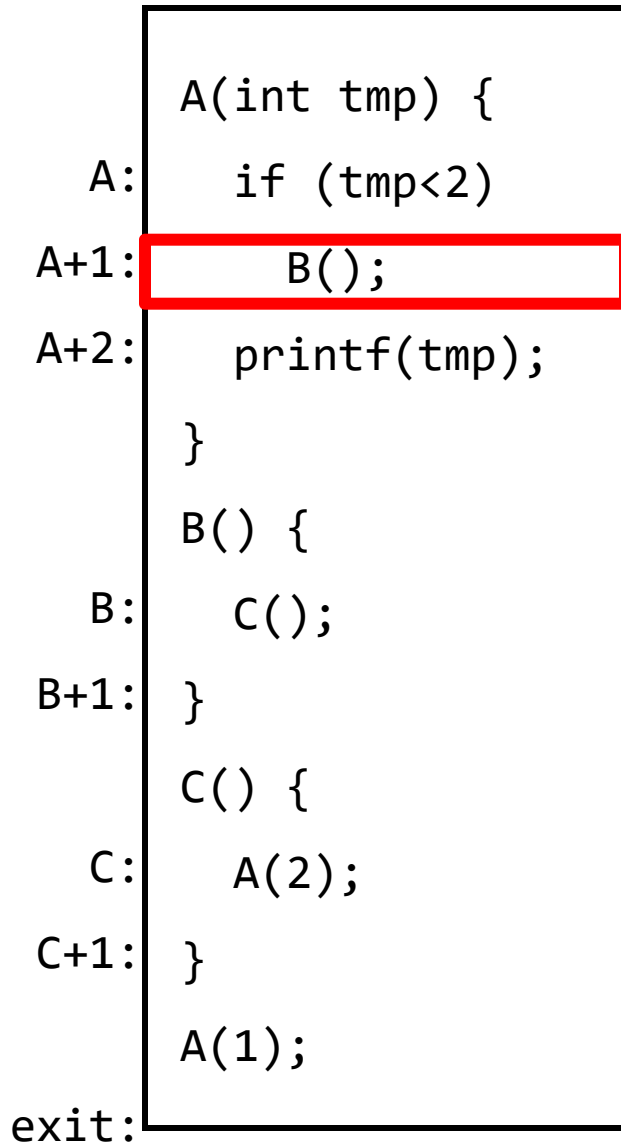 A(int tmp) {
A: if (tmp<2)
A+1: B();
A+2: printf(tmp);
}
B() {
B: C();
B+1: }
C() {
C: A(2);
C+1: }
A(1);
exit: